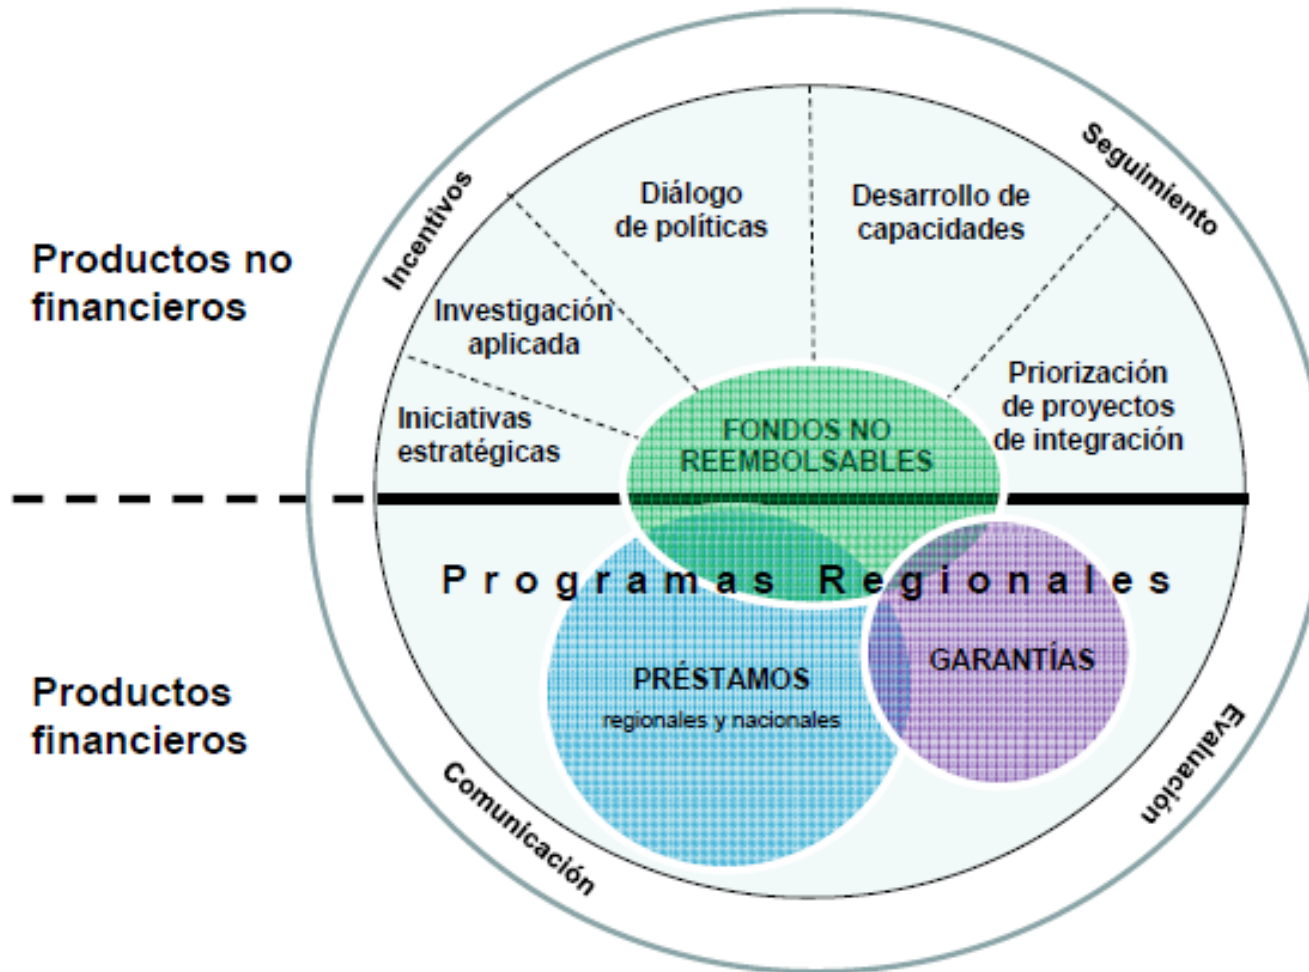 Incentivos
Seguimiento
Diálogo
de políticas
Desarrollo de
capacidades
Productos no
financieros
Investigación
aplicada
Iniciativas
estratégicas
Priorización
de proyectos
de integración
FONDOS NO
REEMBOLSABLES
Programas Regionales
Productos
financieros
PRÉSTAMOS
regionales y nacionales
GARANTÍAS
Comunicación
Evaluación